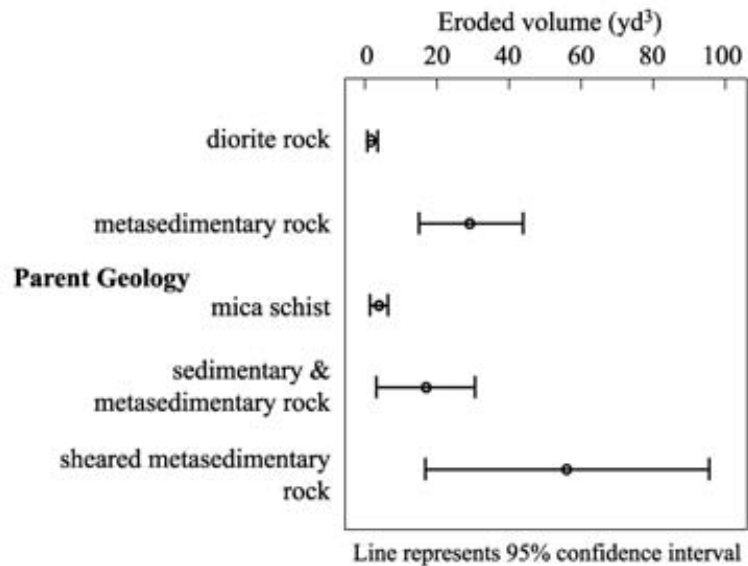 Eroded volume (yd³)
0 20 40 60 80 100
diorite rock
metasedimentary rock
Parent Geology
mica schist
sedimentary &
metasedimentary rock
sheared metasedimentary
rock
Line represents 95% confidence interval